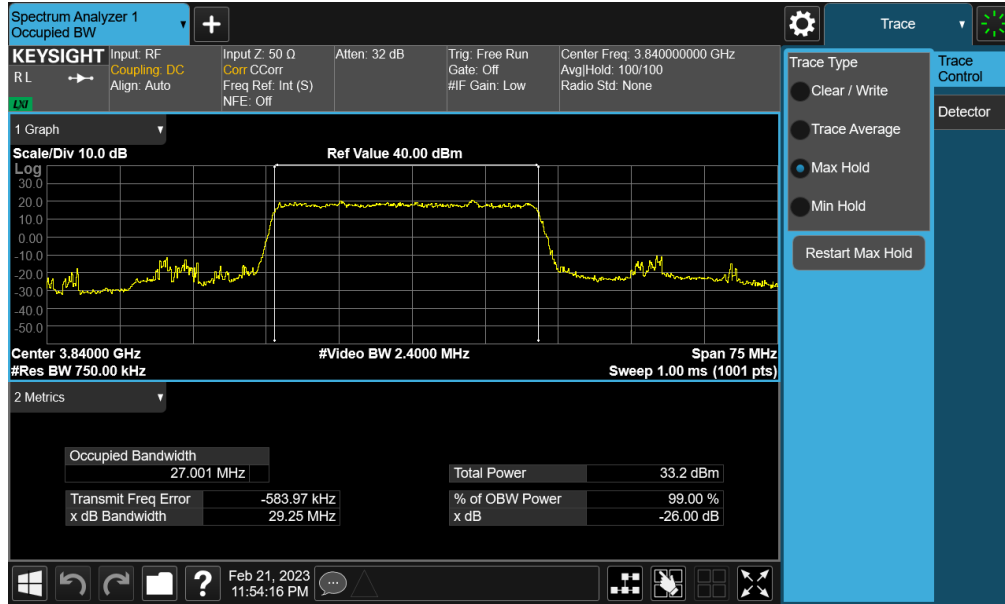 Spectrum Analyzer 1
Occupied BW
Trace
KEYSIGHT
R L
LXI
Input: RF
Coupling: DC
Align: Auto
Input Z: 50 Ω
Corr CCorr
Freq Ref: Int (S)
NFE: Off
Atten: 32 dB
Trig: Free Run
Gate: Off
#IF Gain: Low
Center Freq: 3.840000000 GHz
Avg|Hold: 100/100
Radio Std: None
Trace Type
Clear / Write
Trace Average
Max Hold
Min Hold
Restart Max Hold
Trace
Control
Detector
1 Graph
Scale/Div 10.0 dB
Ref Value 40.00 dBm
Log
30.0
20.0
10.0
0.00
-10.0
-20.0
-30.0
-40.0
-50.0
Center 3.84000 GHz
#Video BW 2.4000 MHz
Span 75 MHz
#Res BW 750.00 kHz
Sweep 1.00 ms (1001 pts)
2 Metrics
Occupied Bandwidth
27.001 MHz
Total Power 33.2 dBm
Transmit Freq Error -583.97 kHz
% of OBW Power 99.00 %
x dB Bandwidth 29.25 MHz
x dB -26.00 dB
Feb 21, 2023
11:54:16 PM